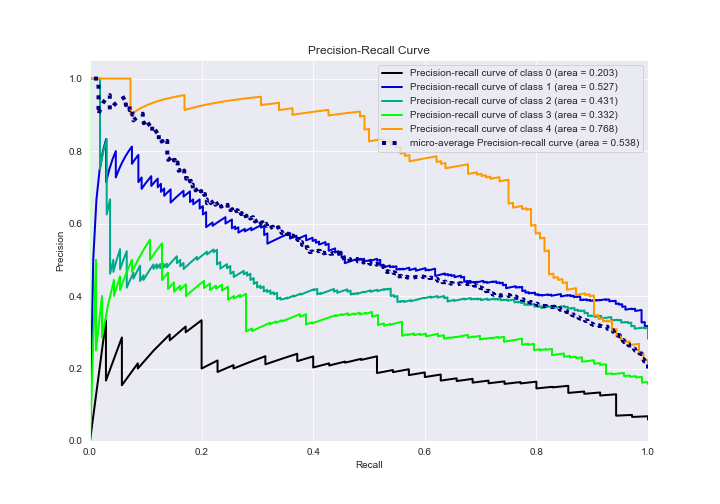 Precision-Recall Curve
Precision-recall curve of class 0 (area = 0.203)
Precision-recall curve of class 1 (area = 0.527)
Precision-recall curve of class 2 (area = 0.431)
Precision-recall curve of class 3 (area = 0.332)
Precision-recall curve of class 4 (area = 0.768)
micro-average Precision-recall curve (area = 0.538)
Precision
1.0
0.8
0.6
0.4
0.2
0.0
0.0 0.2 0.4 0.6 0.8 1.0
Recall